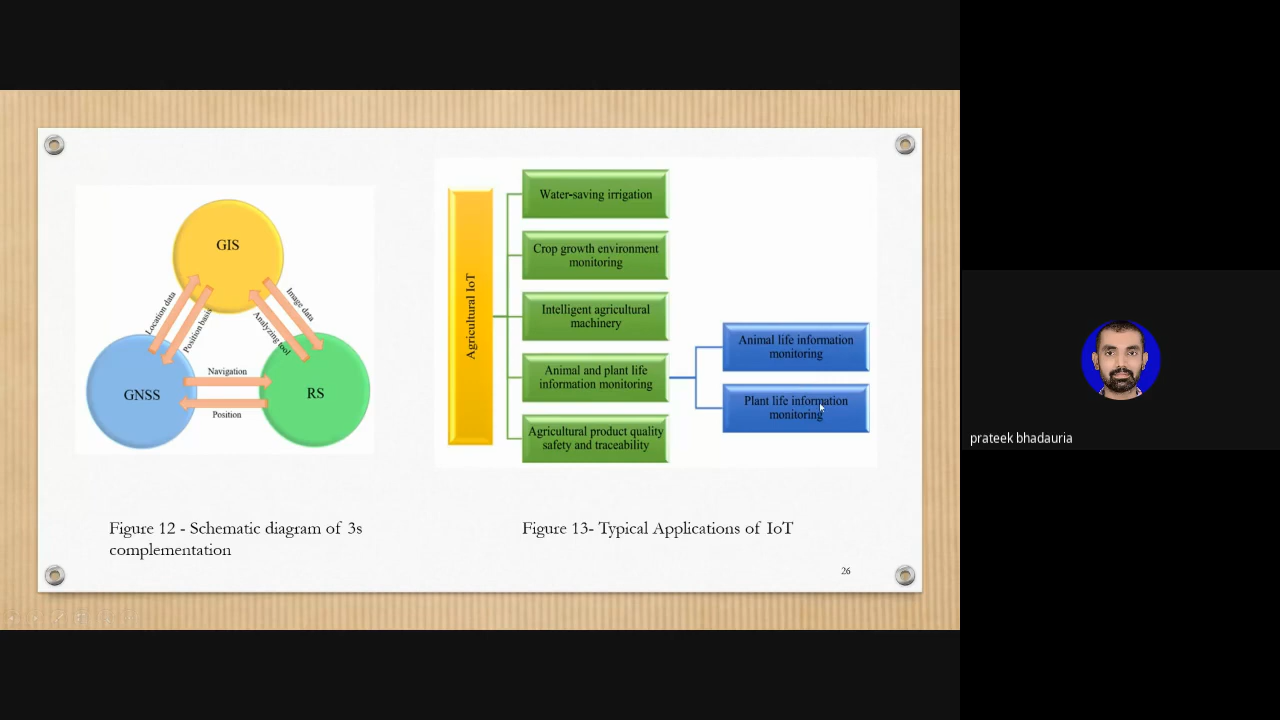 GIS
Location data
Position basis
Image data
Analyzing tool
GNSS
Navigation
Position
RS
Figure 12 - Schematic diagram of 3s
complementation
Agricultural IoT
Water-saving irrigation
Crop growth environment
monitoring
Intelligent agricultural
machinery
Animal and plant life
information monitoring
Agricultural product quality
safety and traceability
Animal life information
monitoring
Plant life information
monitoring
Figure 13- Typical Applications of IoT
26
prateek bhadauria